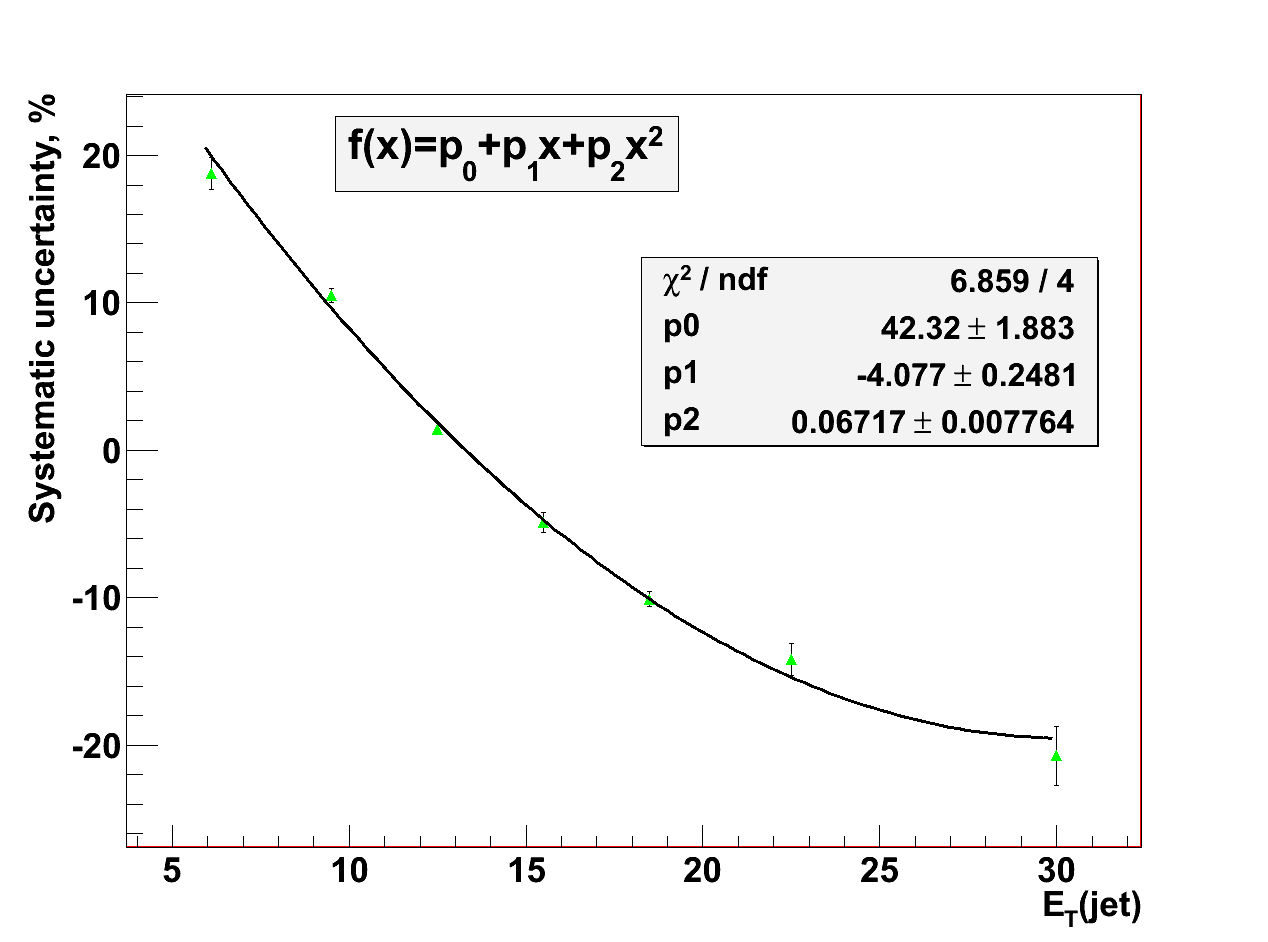 Systematic uncertainty, %
f(x)=p₀+p₁x+p₂x²
χ² / ndf 6.859 / 4
p0 42.32 ± 1.883
p1 -4.077 ± 0.2481
p2 0.06717 ± 0.007764
20
10
0
-10
-20
5 10 15 20 25 30
E_T(jet)